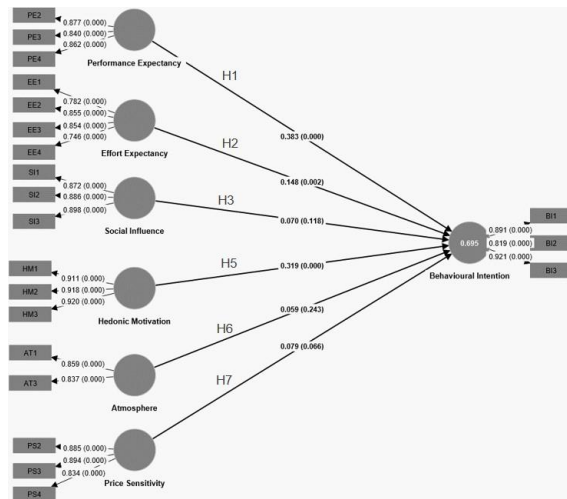 PE2
0.877 (0.000)
PE3
0.840 (0.000)
0.862 (0.000)
PE4
Performance Expectancy
H1
0.383 (0.000)
EE1
0.782 (0.000)
EE2
0.855 (0.000)
EE3
0.854 (0.000)
0.746 (0.000)
EE4
Effort Expectancy
H2
0.148 (0.002)
SI1
0.872 (0.000)
SI2
0.886 (0.000)
0.898 (0.000)
SI3
Social Influence
H3
0.070 (0.118)
HM1
0.911 (0.000)
HM2
0.918 (0.000)
0.920 (0.000)
HM3
Hedonic Motivation
H5
0.319 (0.000)
AT1
0.859 (0.000)
AT3
0.837 (0.000)
Atmosphere
H6
0.059 (0.243)
PS2
0.885 (0.000)
PS3
0.894 (0.000)
0.834 (0.000)
PS4
Price Sensitivity
H7
0.079 (0.066)
0.695
Behavioural Intention
BI1
0.891 (0.000)
BI2
0.819 (0.000)
0.921 (0.000)
BI3